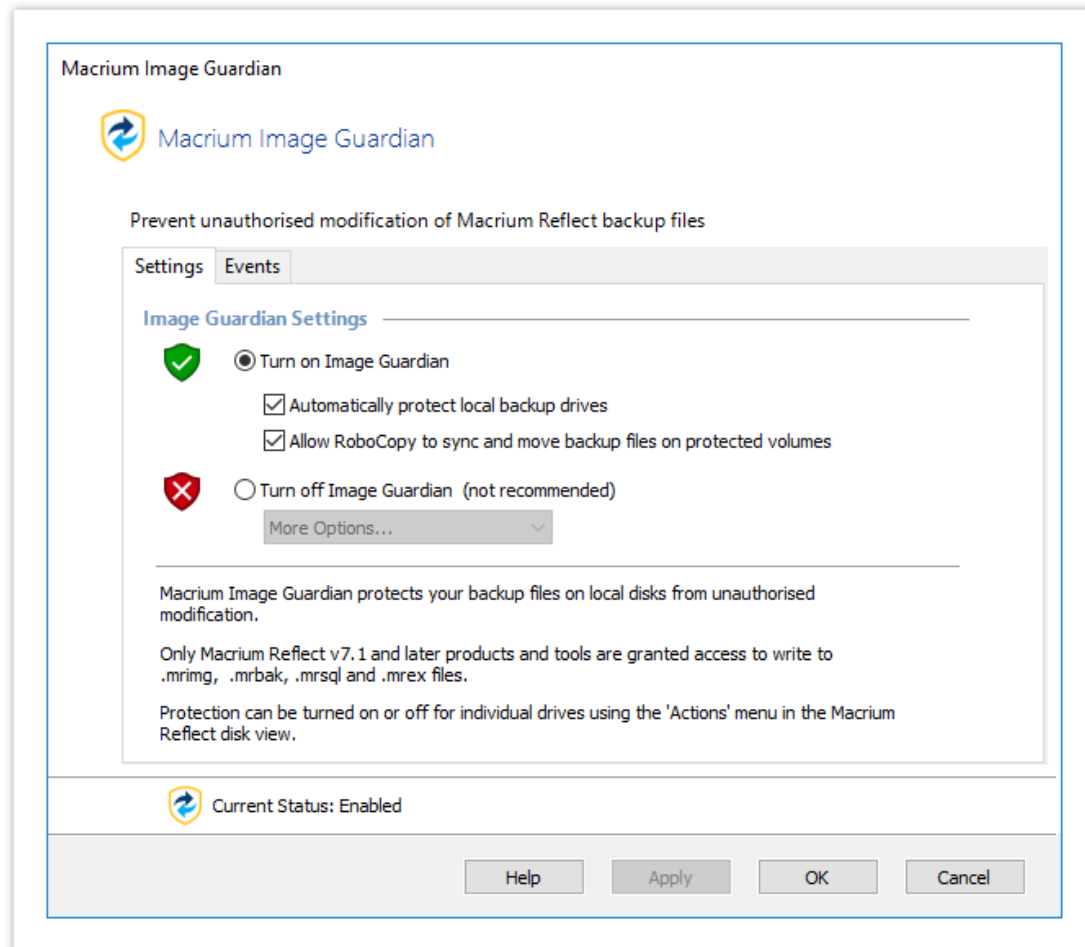 Macrium Image Guardian
Macrium Image Guardian
Prevent unauthorised modification of Macrium Reflect backup files
Settings Events
Image Guardian Settings
Turn on Image Guardian
Automatically protect local backup drives
Allow RoboCopy to sync and move backup files on protected volumes
Turn off Image Guardian (not recommended)
More Options...
Macrium Image Guardian protects your backup files on local disks from unauthorised
modification.
Only Macrium Reflect v7.1 and later products and tools are granted access to write to
.mrimg, .mrbak, .mrsql and .mrex files.
Protection can be turned on or off for individual drives using the 'Actions' menu in the Macrium
Reflect disk view.
Current Status: Enabled
Help Apply OK Cancel